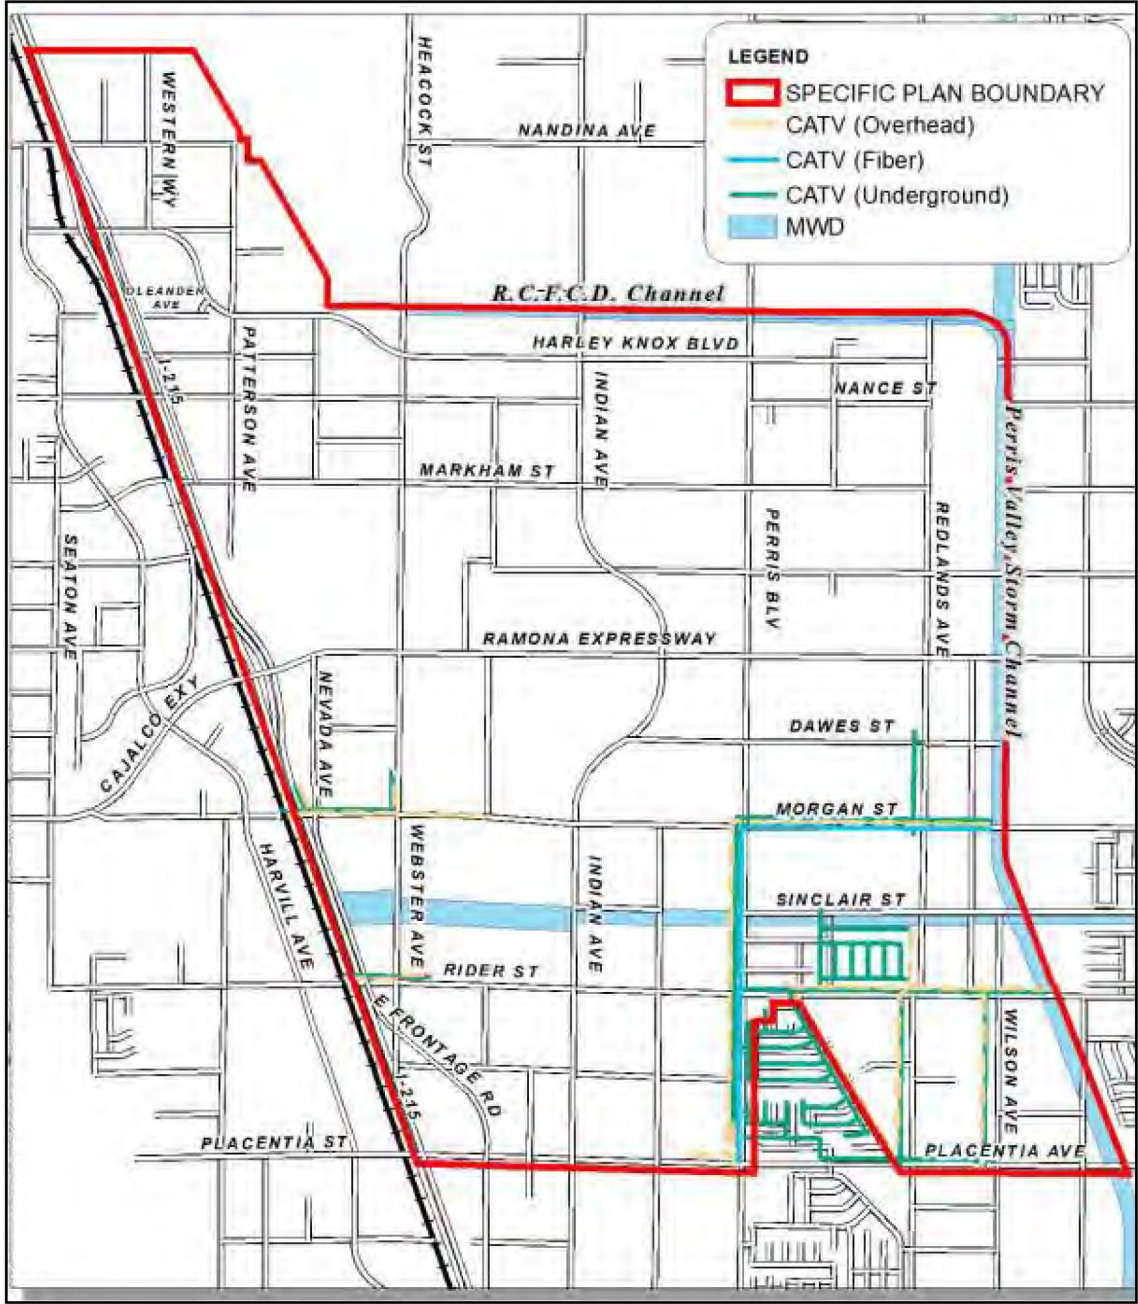 LEGEND
SPECIFIC PLAN BOUNDARY
CATV (Overhead)
CATV (Fiber)
CATV (Underground)
MWD
HEACOCK ST
WESTERN WY
NANDINA AVE
OLEANDER
AVE
R.C.F.C.D. Channel
HARLEY KNOX BLVD
I-215
PATTERSON AVE
INDIAN AVE
NANCE ST
Perris Valley Storm Channel
MARKHAM ST
SEATON AVE
PERRIS BLV
REDLANDS AVE
RAMONA EXPRESSWAY
CAJALCO EXY
NEVADA AVE
DAWES ST
MORGAN ST
HARVILL AVE
WEBSTER AVE
INDIAN AVE
SINCLAIR ST
RIDER ST
E FRONTAGE RD
WILSON AVE
I-215
PLACENTIA ST
PLACENTIA AVE